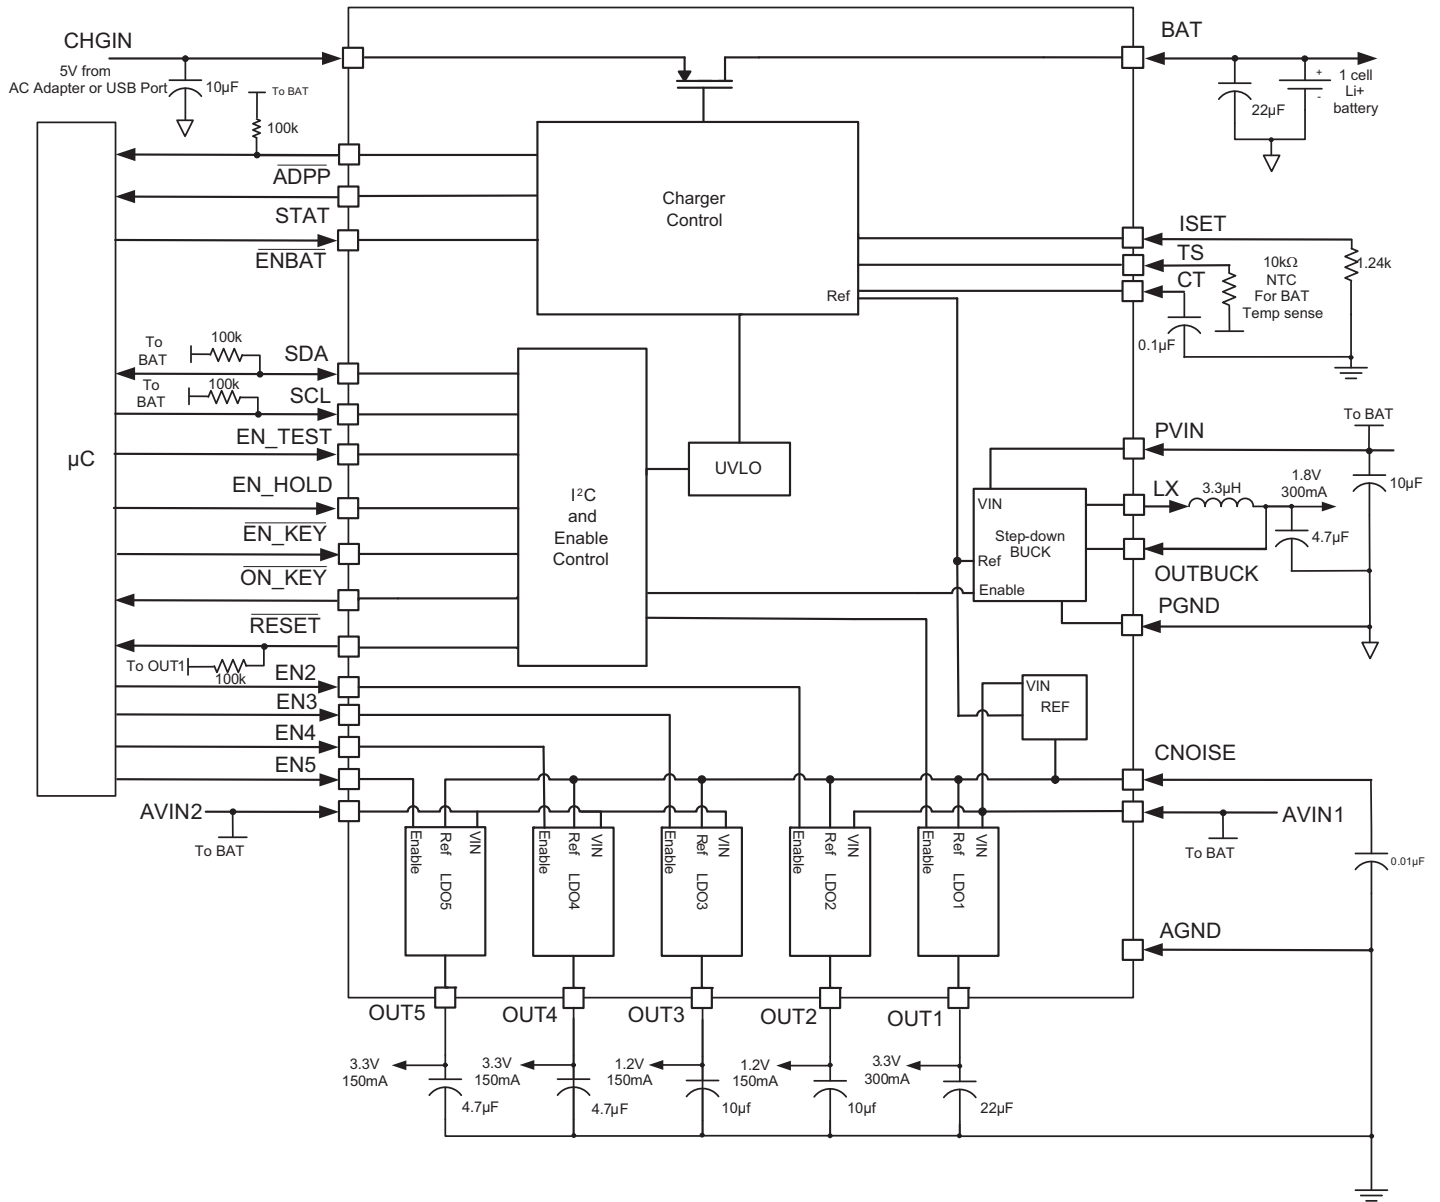 CHGIN
5V from
AC Adapter or USB Port
10µF
To BAT
100k
ADPP
STAT
ENBAT
Charger
Control
Ref
BAT
22µF
+
-
1 cell
Li+
battery
ISET
TS
CT
10kΩ
NTC
For BAT
Temp sense
1.24k
0.1µF
µC
To
BAT
100k
SDA
To
BAT
100k
SCL
EN_TEST
EN_HOLD
EN_KEY
ON_KEY
RESET
To OUT1
100k
EN2
EN3
EN4
EN5
AVIN2
To BAT
I²C
and
Enable
Control
UVLO
VIN
Step-down
BUCK
Ref
Enable
PVIN
To BAT
10µF
LX
3.3µH
1.8V
300mA
4.7µF
OUTBUCK
PGND
VIN
REF
CNOISE
AVIN1
To BAT
0.01µF
AGND
Enable
Ref
VIN
LDO5
Enable
Ref
VIN
LDO4
Enable
Ref
VIN
LDO3
Enable
Ref
VIN
LDO2
Enable
Ref
VIN
LDO1
OUT5
OUT4
OUT3
OUT2
OUT1
3.3V
150mA
4.7µF
3.3V
150mA
4.7µF
1.2V
150mA
10µf
1.2V
150mA
10µf
3.3V
300mA
22µF